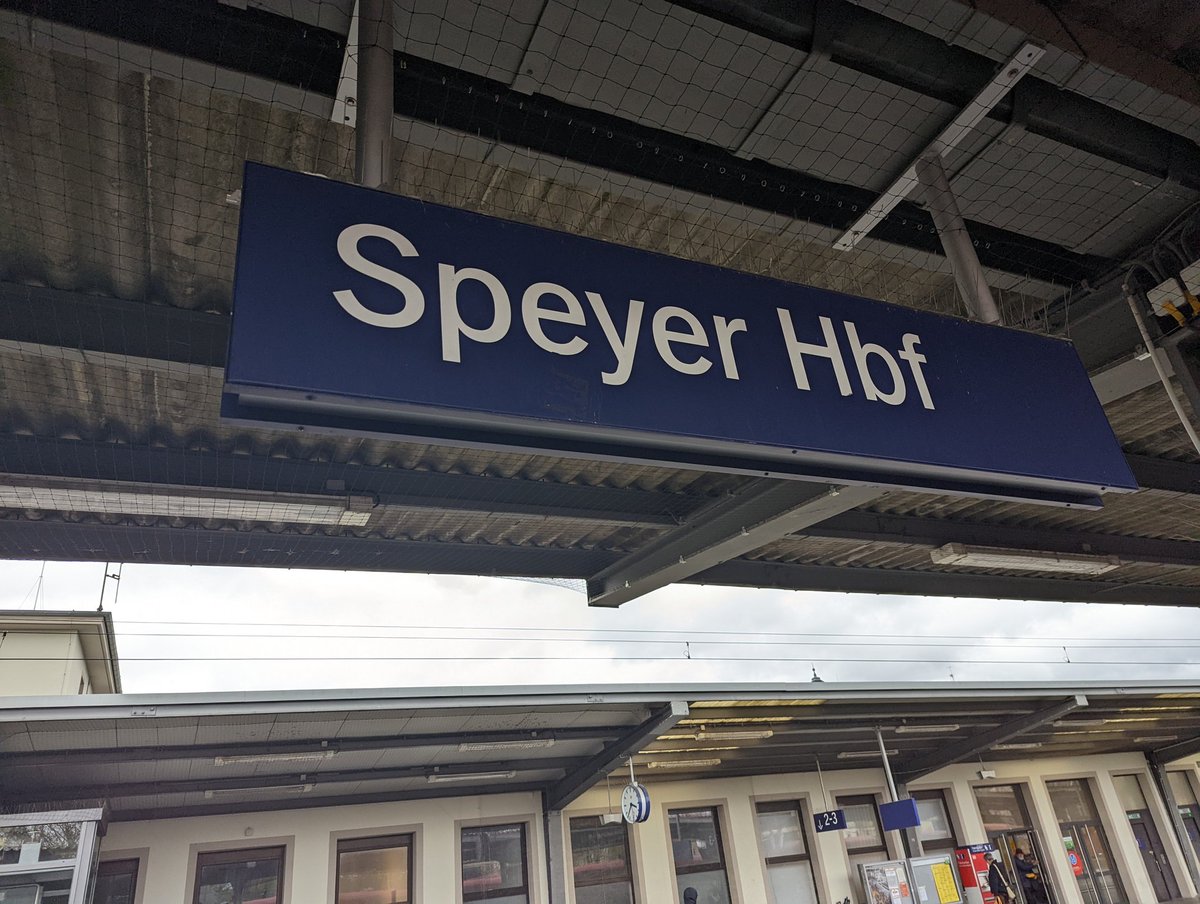 Speyer Hbf
↓ 2-3